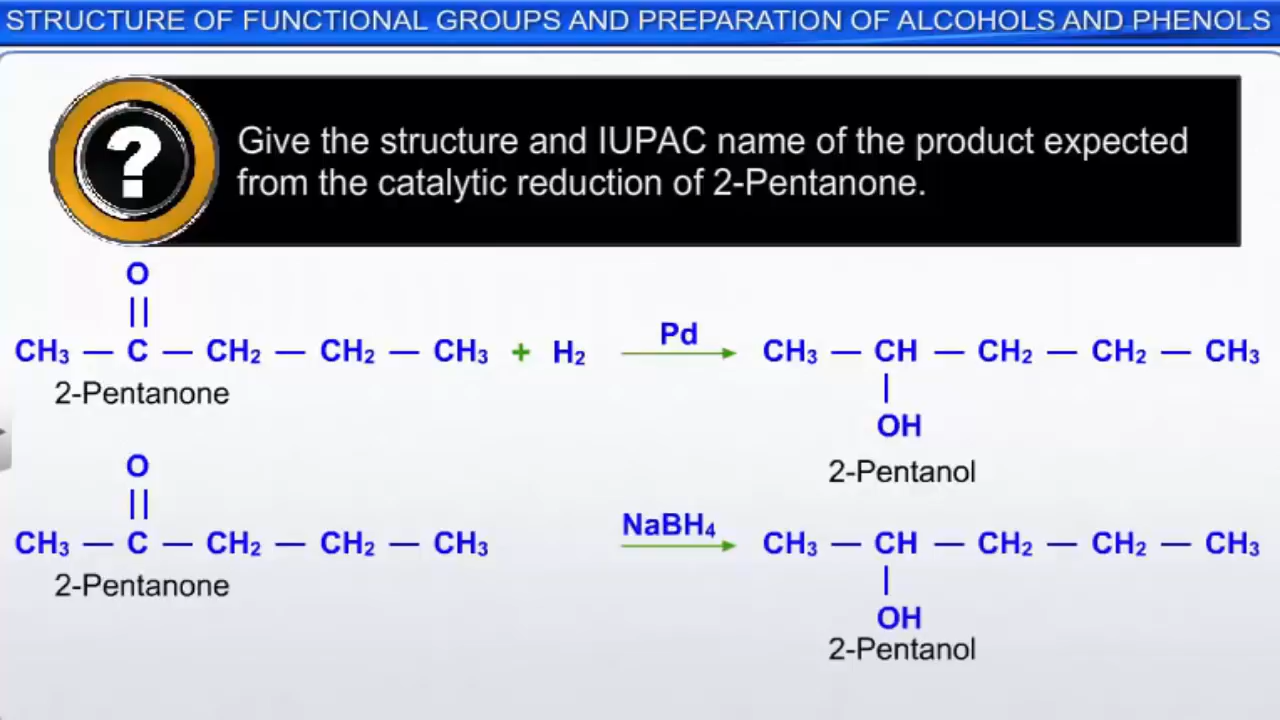 STRUCTURE OF FUNCTIONAL GROUPS AND PREPARATION OF ALCOHOLS AND PHENOLS
?
Give the structure and IUPAC name of the product expected
from the catalytic reduction of 2-Pentanone.
O
||
CH₃ — C — CH₂ — CH₂ — CH₃ + H₂ Pd CH₃ — CH — CH₂ — CH₂ — CH₃
2-Pentanone
|
OH
2-Pentanol
O
||
CH₃ — C — CH₂ — CH₂ — CH₃ NaBH₄ CH₃ — CH — CH₂ — CH₂ — CH₃
2-Pentanone
|
OH
2-Pentanol